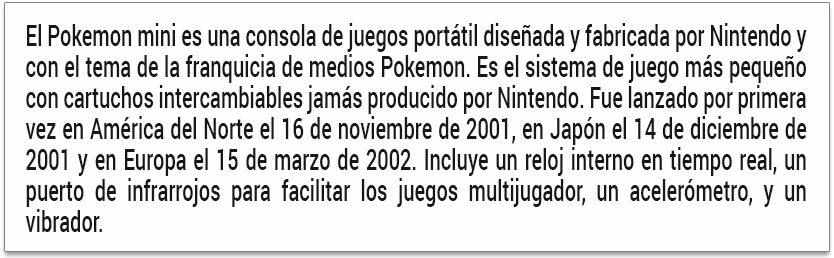 El Pokemon mini es una consola de juegos portátil diseñada y fabricada por Nintendo y
con el tema de la franquicia de medios Pokemon. Es el sistema de juego más pequeño
con cartuchos intercambiables jamás producido por Nintendo. Fue lanzado por primera
vez en América del Norte el 16 de noviembre de 2001, en Japón el 14 de diciembre de
2001 y en Europa el 15 de marzo de 2002. Incluye un reloj interno en tiempo real, un
puerto de infrarrojos para facilitar los juegos multijugador, un acelerómetro, y un
vibrador.